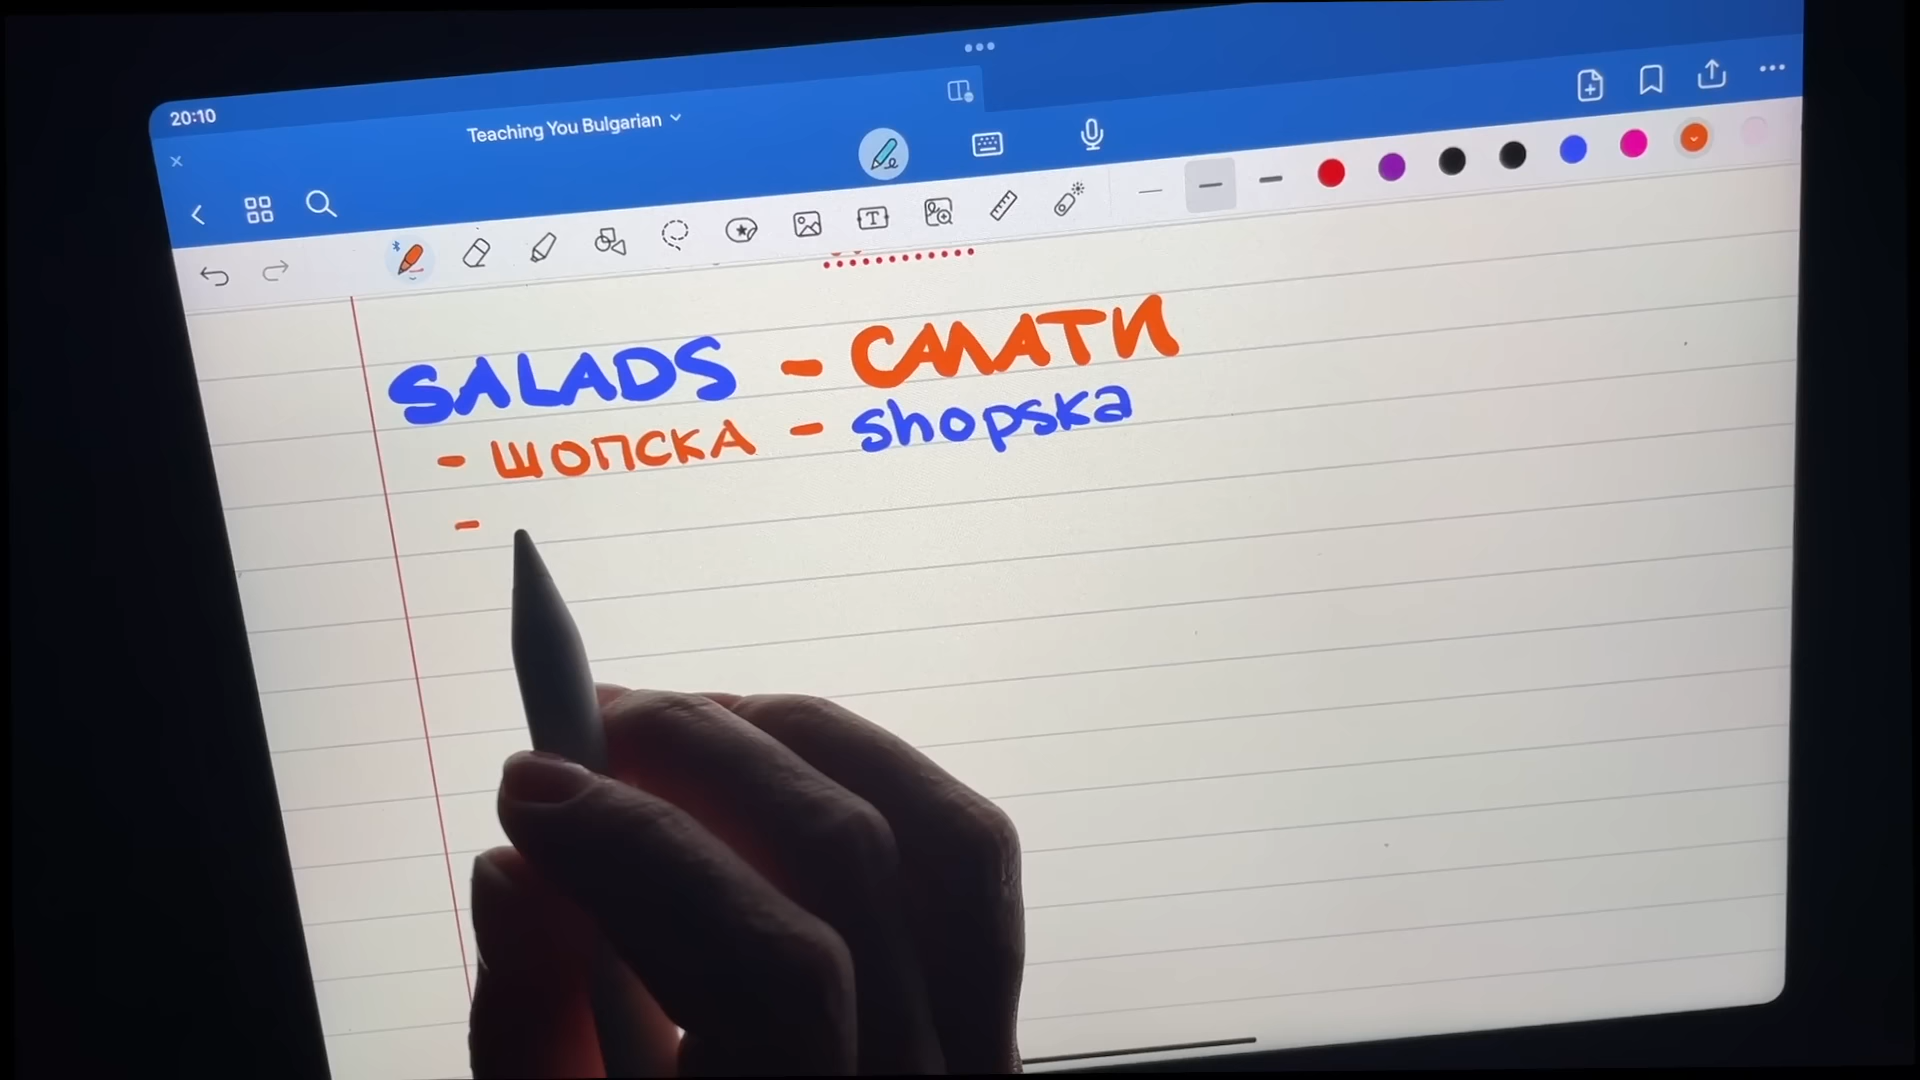 20:10
Teaching You Bulgarian
SALADS - САЛАТИ
- ШОПСКА - shopska
-